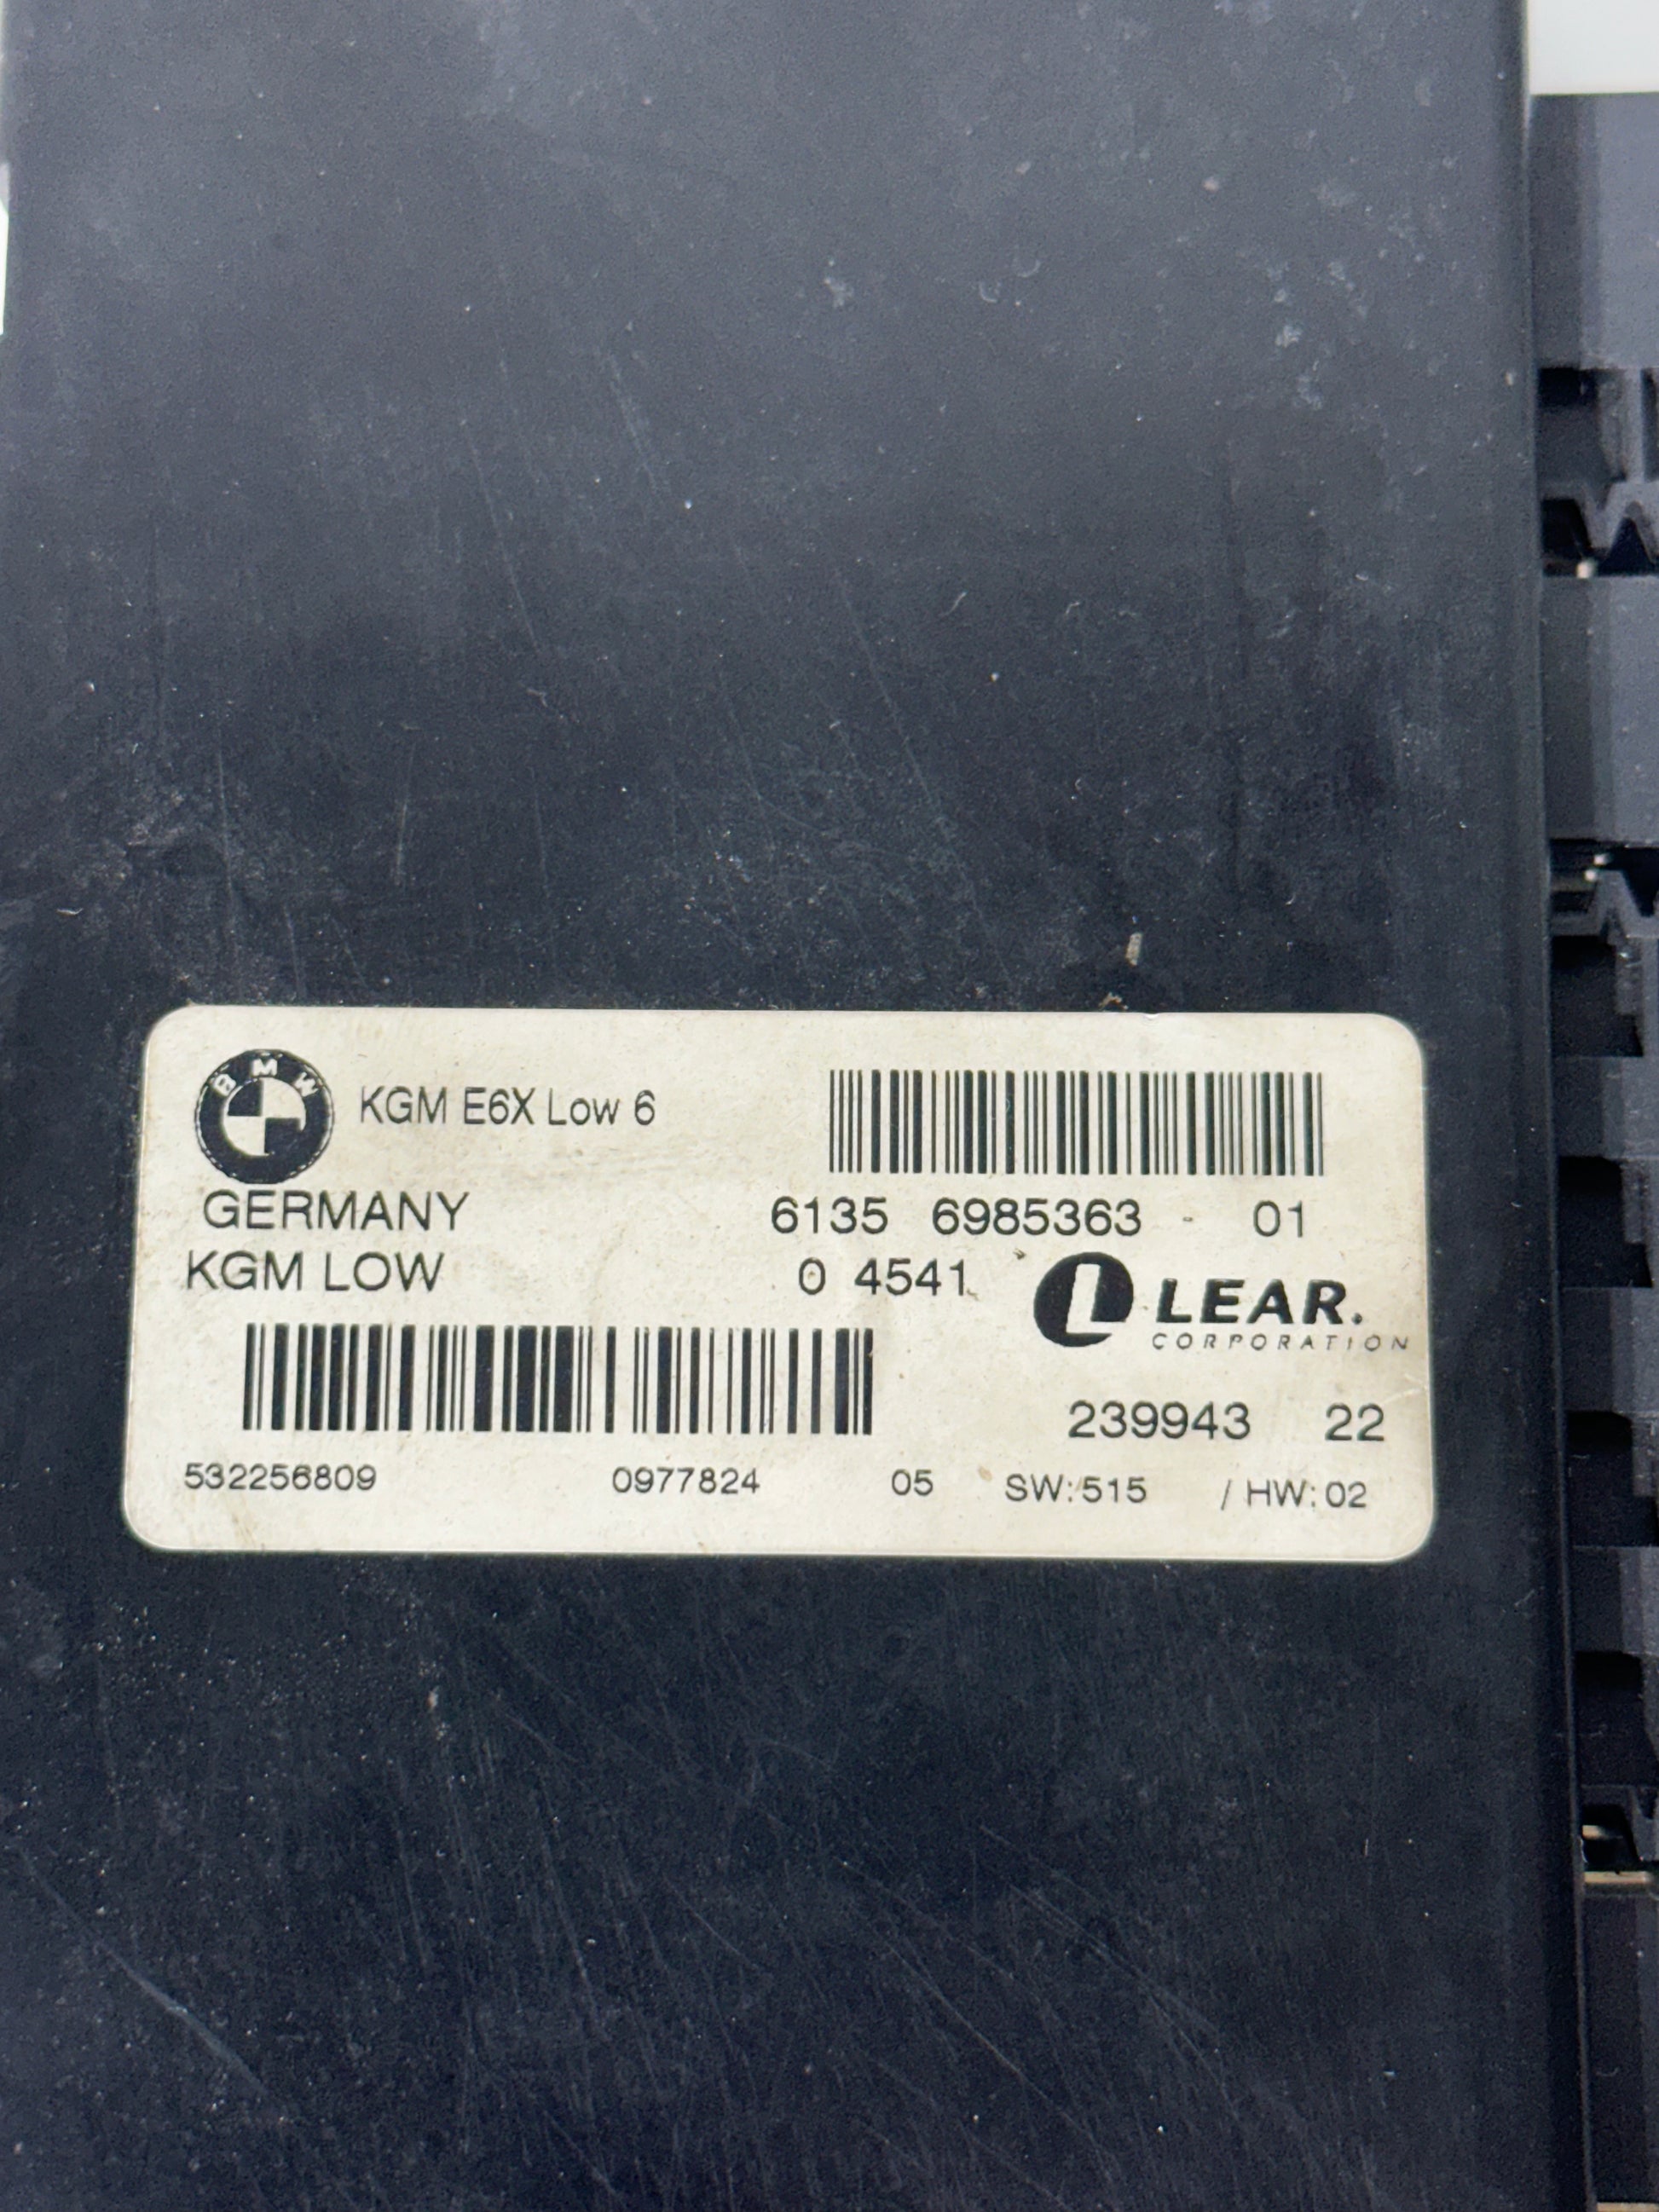 BMW KGM E6X Low 6
GERMANY 6135 6985363 - 01
KGM LOW 0 4541 L LEAR.
CORPORATION
239943 22
532256809 0977824 05 SW:515 / HW:02